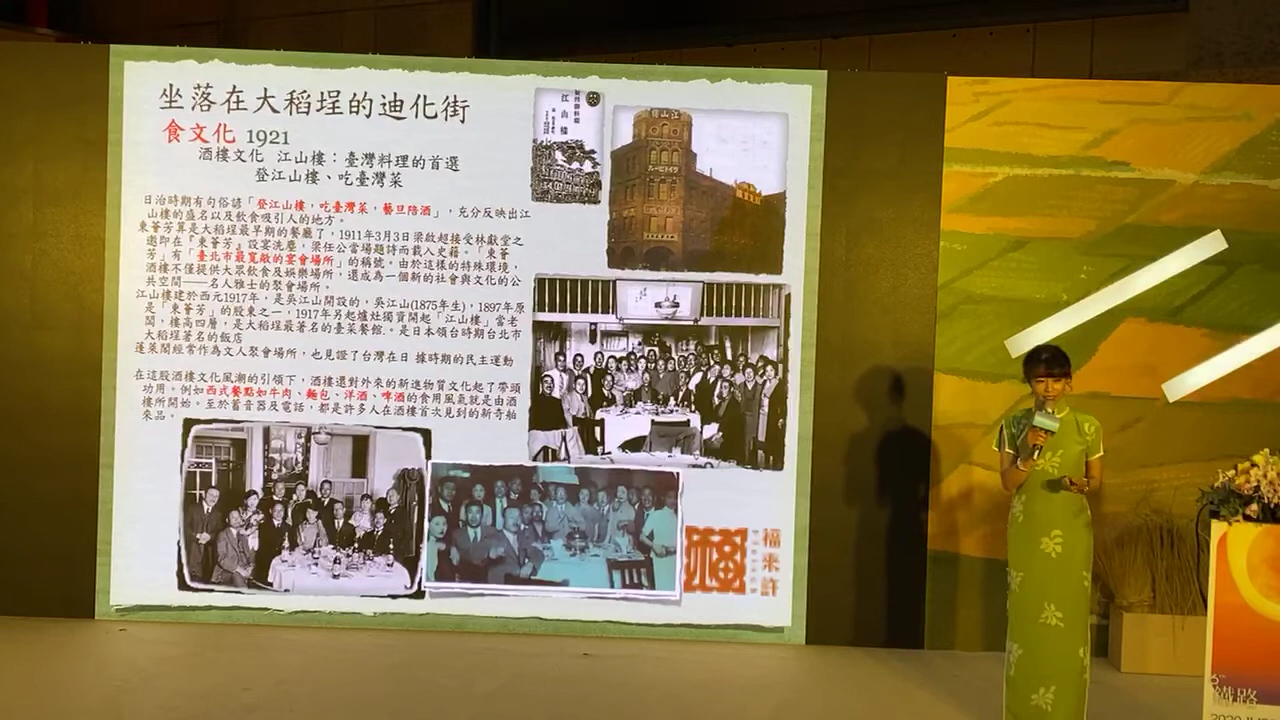 坐落在大稻埕的迪化街
食文化 1921
酒樓文化 江山樓：臺灣料理的首選
登江山樓、吃臺灣菜
日治時期有句俗諺「登江山樓，吃臺灣菜，藝旦陪酒」，充分反映出江
山樓的盛名以及飲食吸引人的地方。
東薈芳算是大稻埕最早期的餐廳了，1911年3月3日梁啟超接受林獻堂之
邀即在『東薈芳』設宴洗塵，梁任公當場題詩而載入史籍。「東薈
芳」有「臺北市最寬敞的宴會場所」的稱號。由於這樣的特殊環境，
酒樓不僅提供大眾飲食及娛樂場所，還成為一個新的社會與文化的公
共空間──名人雅士的聚會場所。
江山樓建於西元1917年，是吳江山開設的，吳江山(1875年生)，1897年原
是「東薈芳」的股東之一，1917年另起爐灶獨資開起「江山樓」當老
闆，樓高四層，是大稻埕最著名的臺菜餐館。是日本領台時期台北市
大稻埕著名的飯店
蓬萊閣經常作為文人聚會場所，也見證了台灣在日 據時期的民主運動
在這股酒樓文化風潮的引領下，酒樓還對外來的新進物質文化起了帶頭
功用。例如西式餐點如牛肉、麵包、洋酒、啤酒的食用風氣就是由酒
樓所開始。至於蓄音器及電話，都是許多人在酒樓首次見到的新奇舶
來品。
江山樓
江山樓
福來許
鐵路